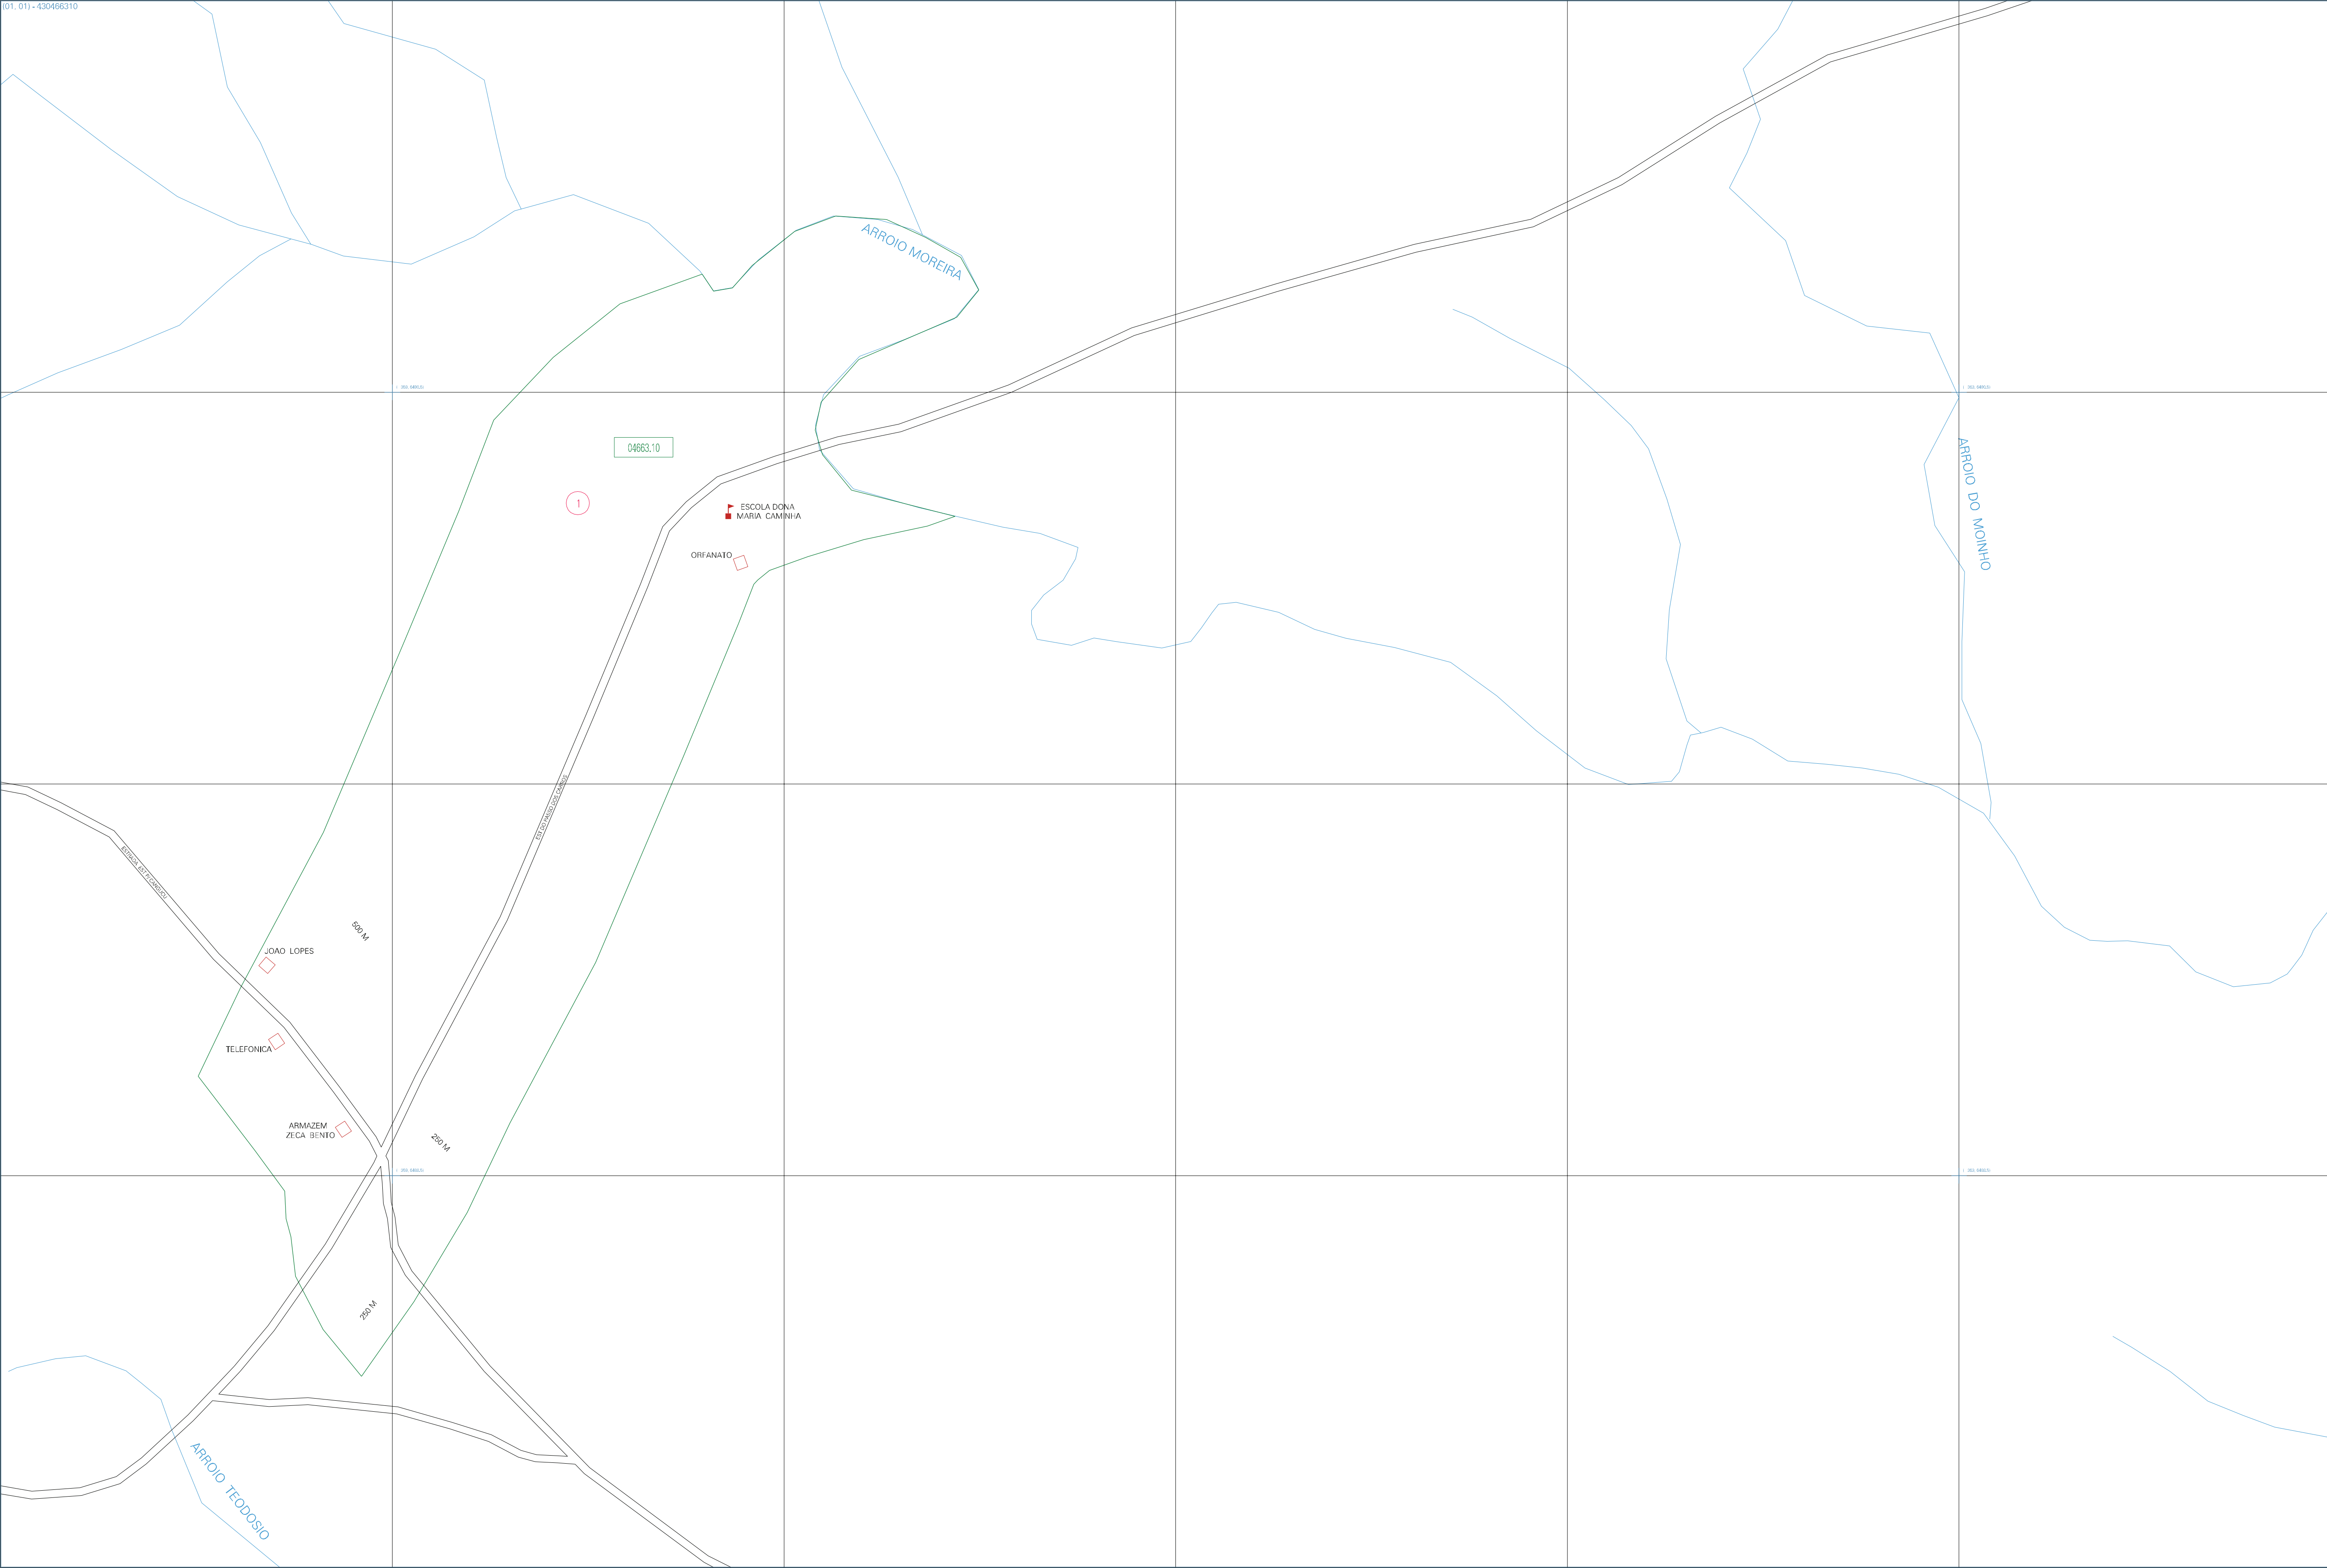 (01, 01) - 430466310
ARROIO MOREIRA
04663.10
1
ESCOLA DONA
MARIA CAMINHA
ORFANATO
ARROIO DO MOINHO
JOAO LOPES
500 M
TELEFONICA
ARMAZEM
ZECA BENTO
250 M
250 M
ARROIO TEODOSIO